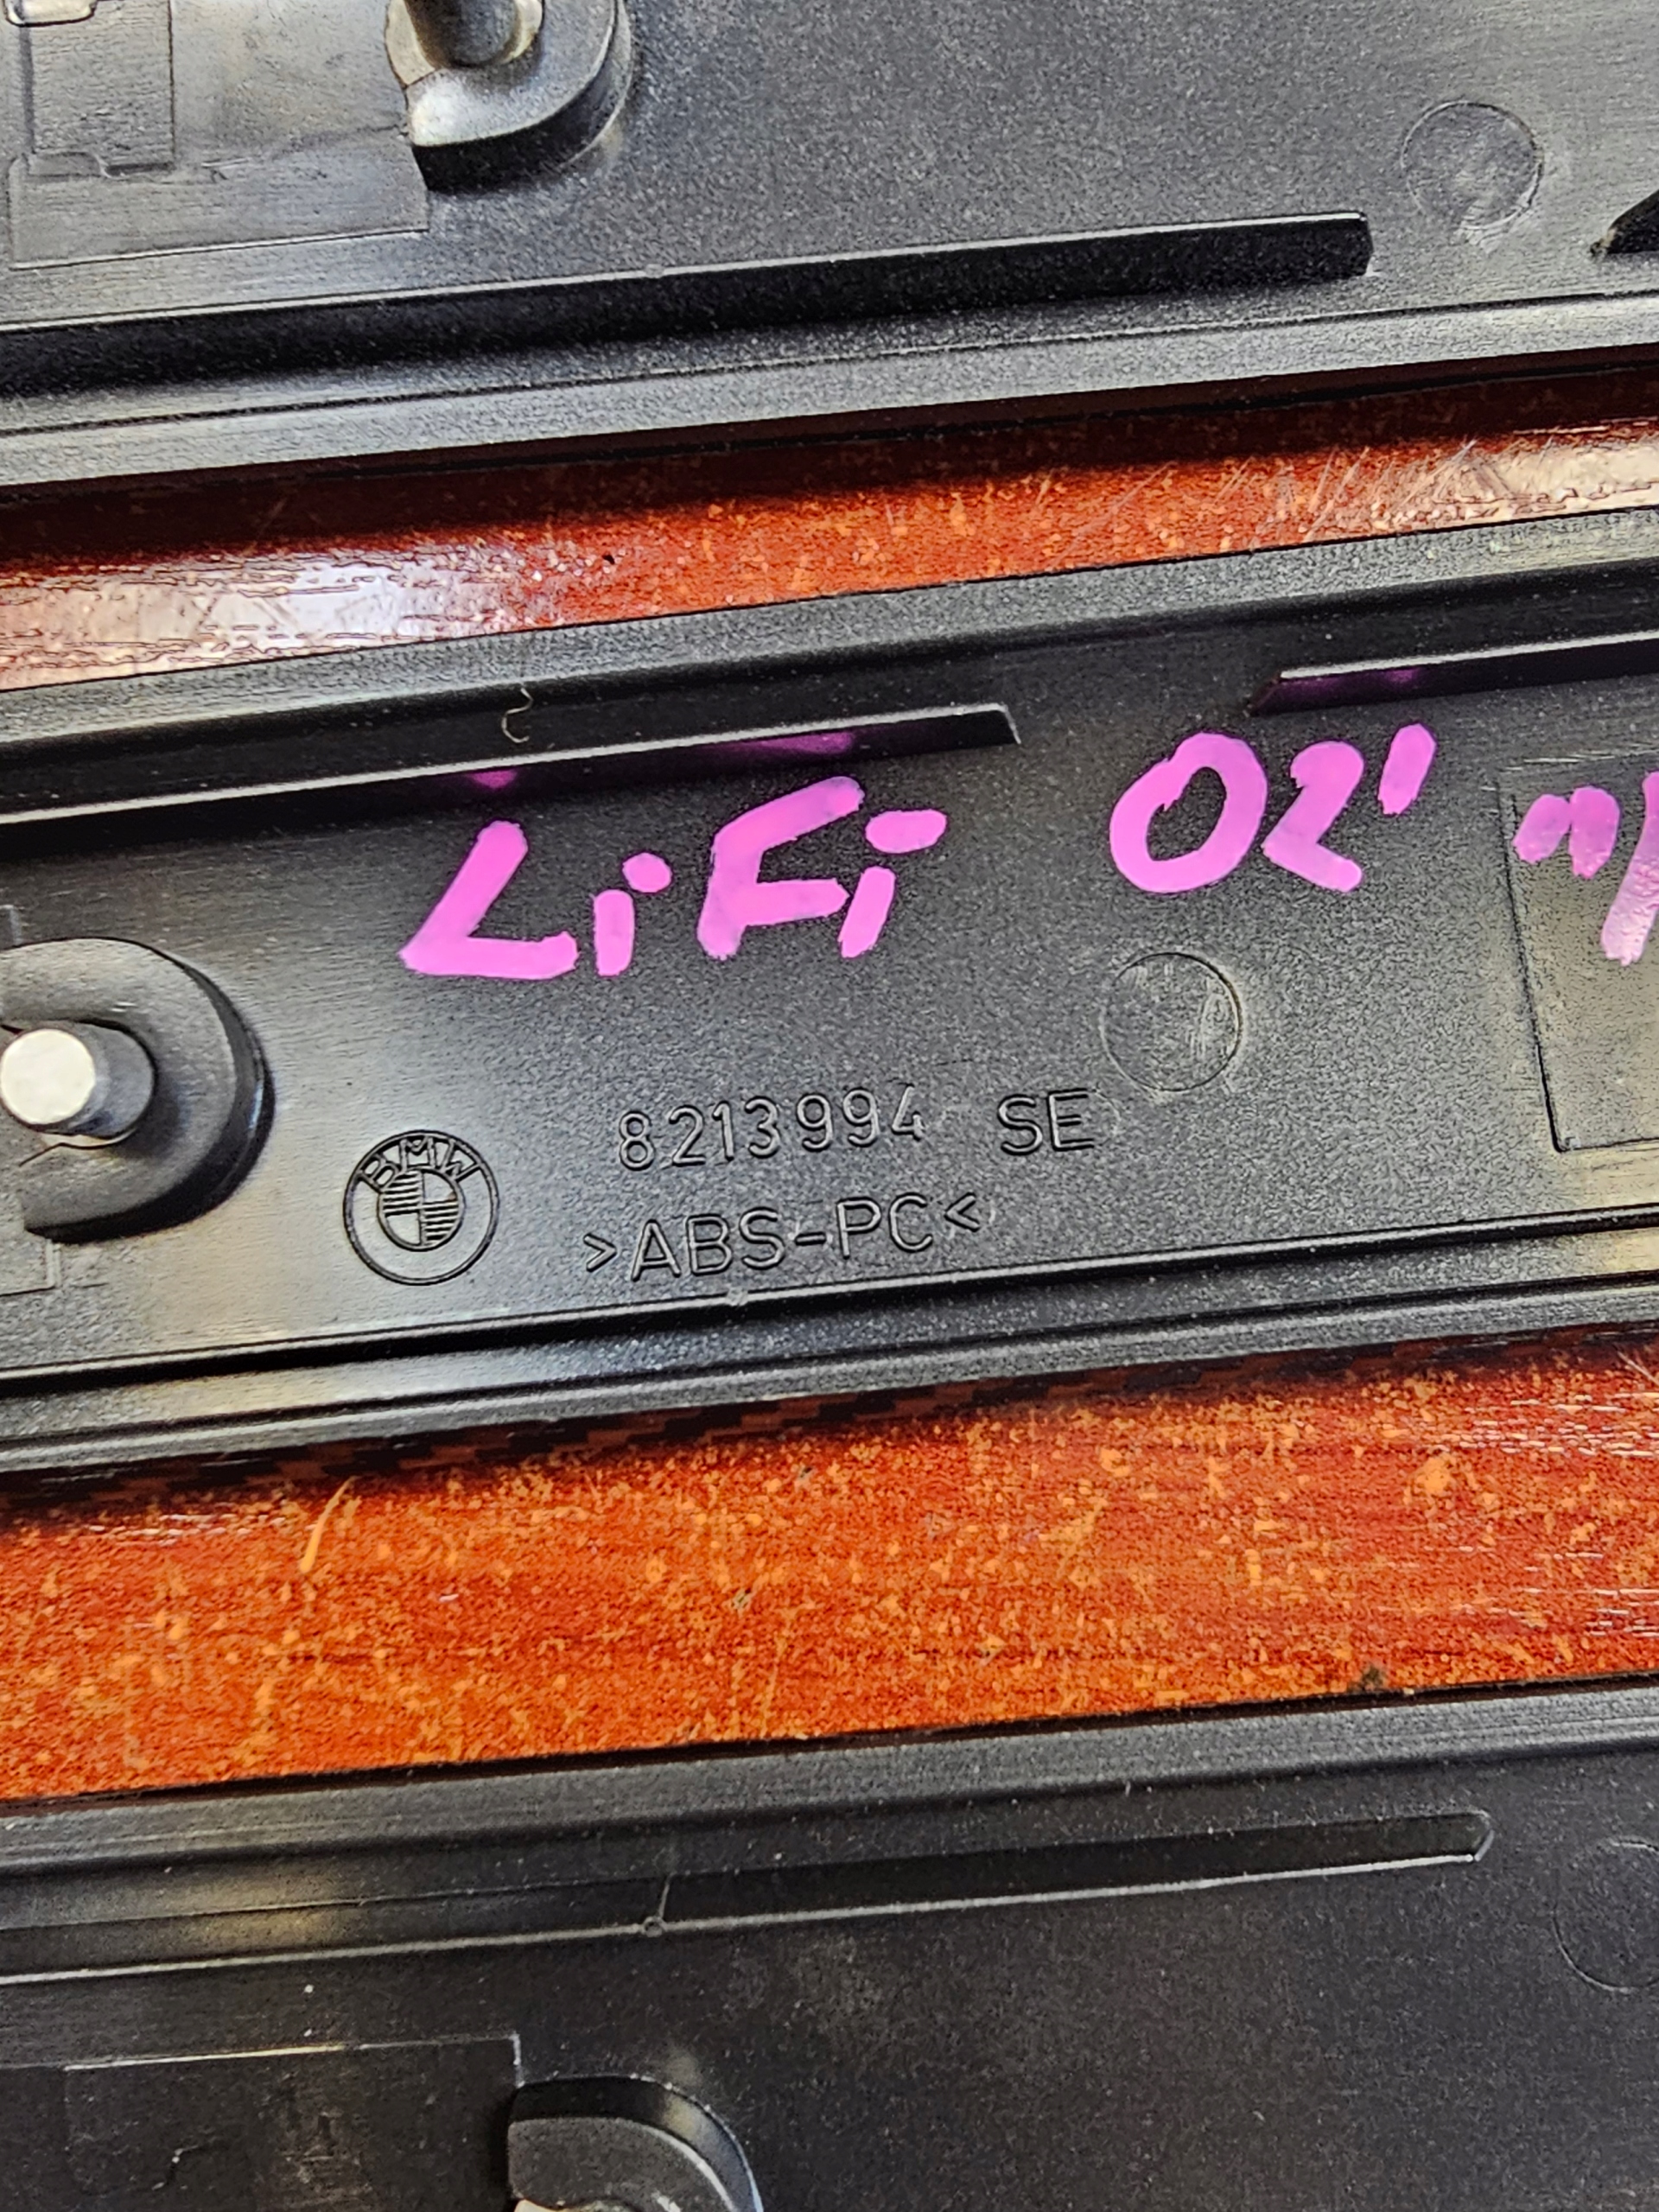 LiFi 02' "/
BMW
8213994 SE
>ABS-PC<